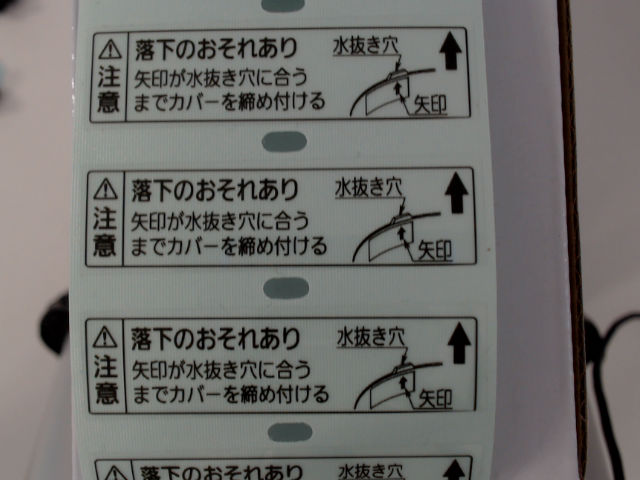 注意
落下のおそれあり
矢印が水抜き穴に合う
までカバーを締め付ける
水抜き穴
矢印
注意
落下のおそれあり
矢印が水抜き穴に合う
までカバーを締め付ける
水抜き穴
矢印
注意
落下のおそれあり
矢印が水抜き穴に合う
までカバーを締め付ける
水抜き穴
矢印
落下のおそれあり
水抜き穴